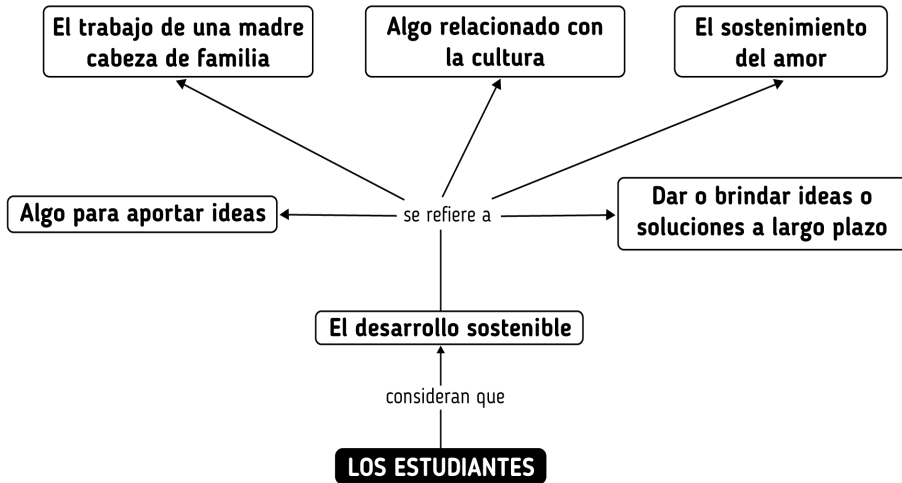 El trabajo de una madre
cabeza de familia
Algo relacionado con
la cultura
El sostenimiento
del amor
Algo para aportar ideas
se refiere a
Dar o brindar ideas o
soluciones a largo plazo
El desarrollo sostenible
consideran que
LOS ESTUDIANTES